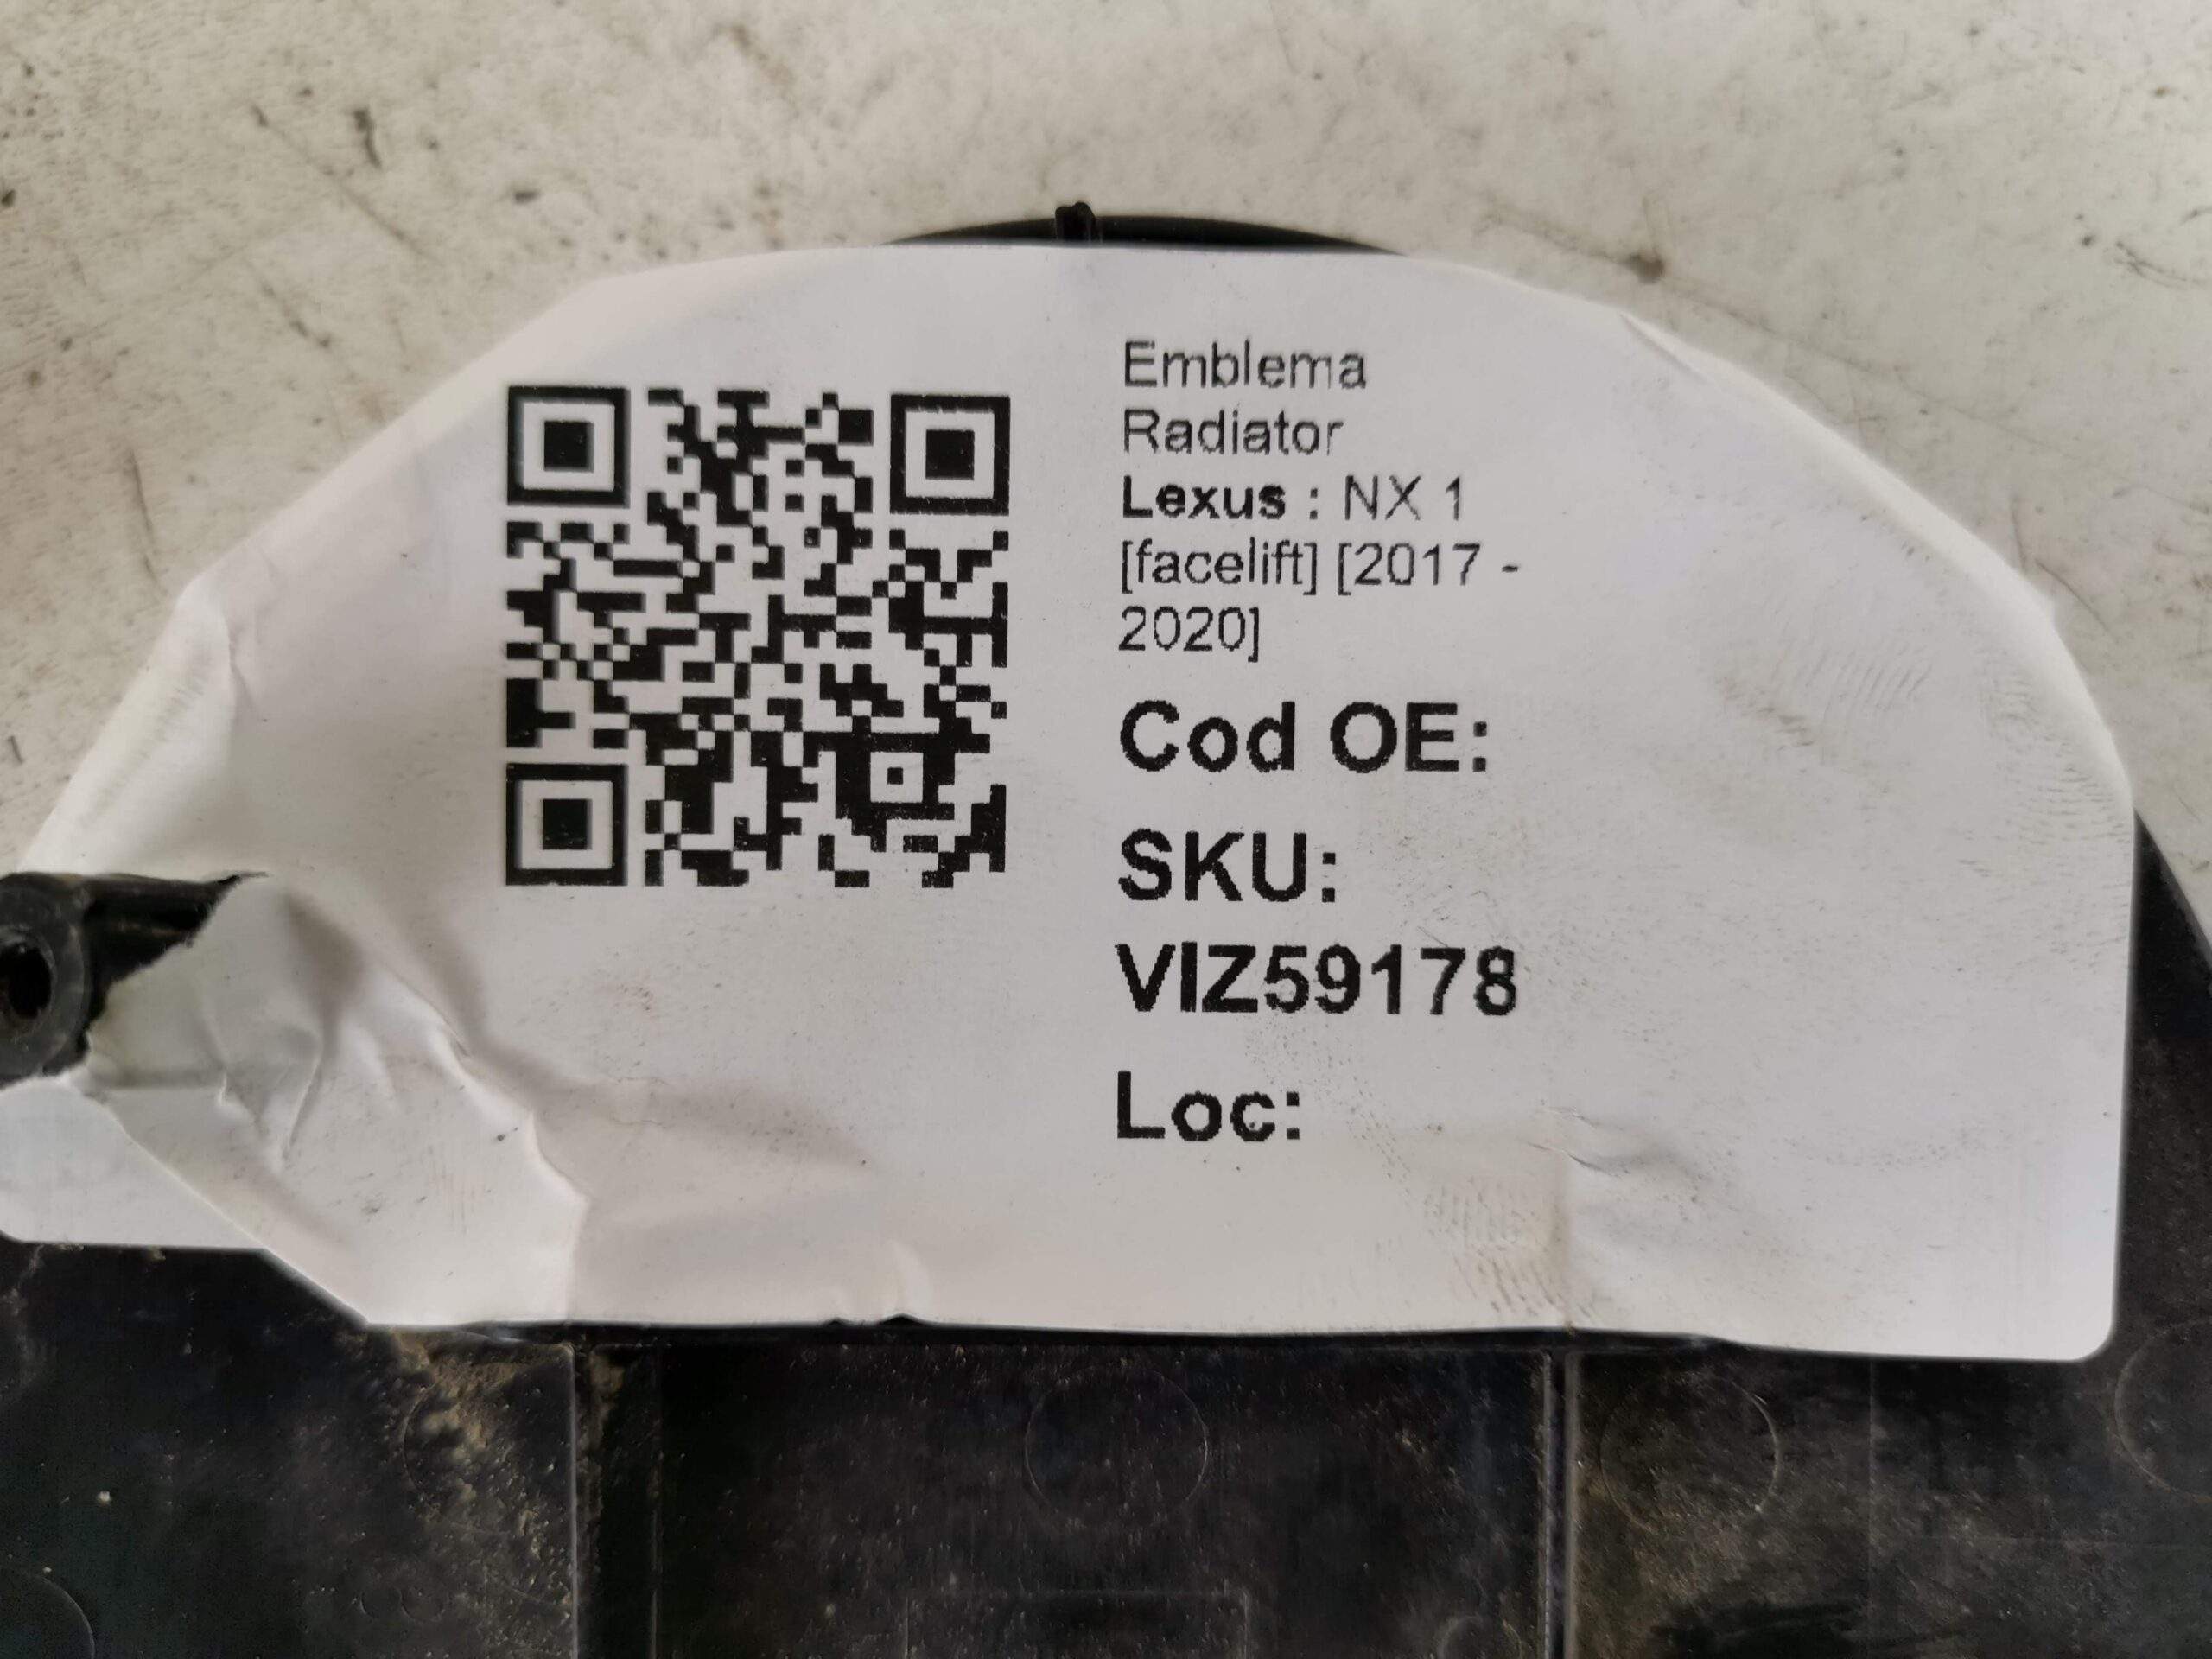 Emblema
Radiator
Lexus : NX 1
[facelift] [2017 -
2020]
Cod OE:
SKU:
VIZ59178
Loc: